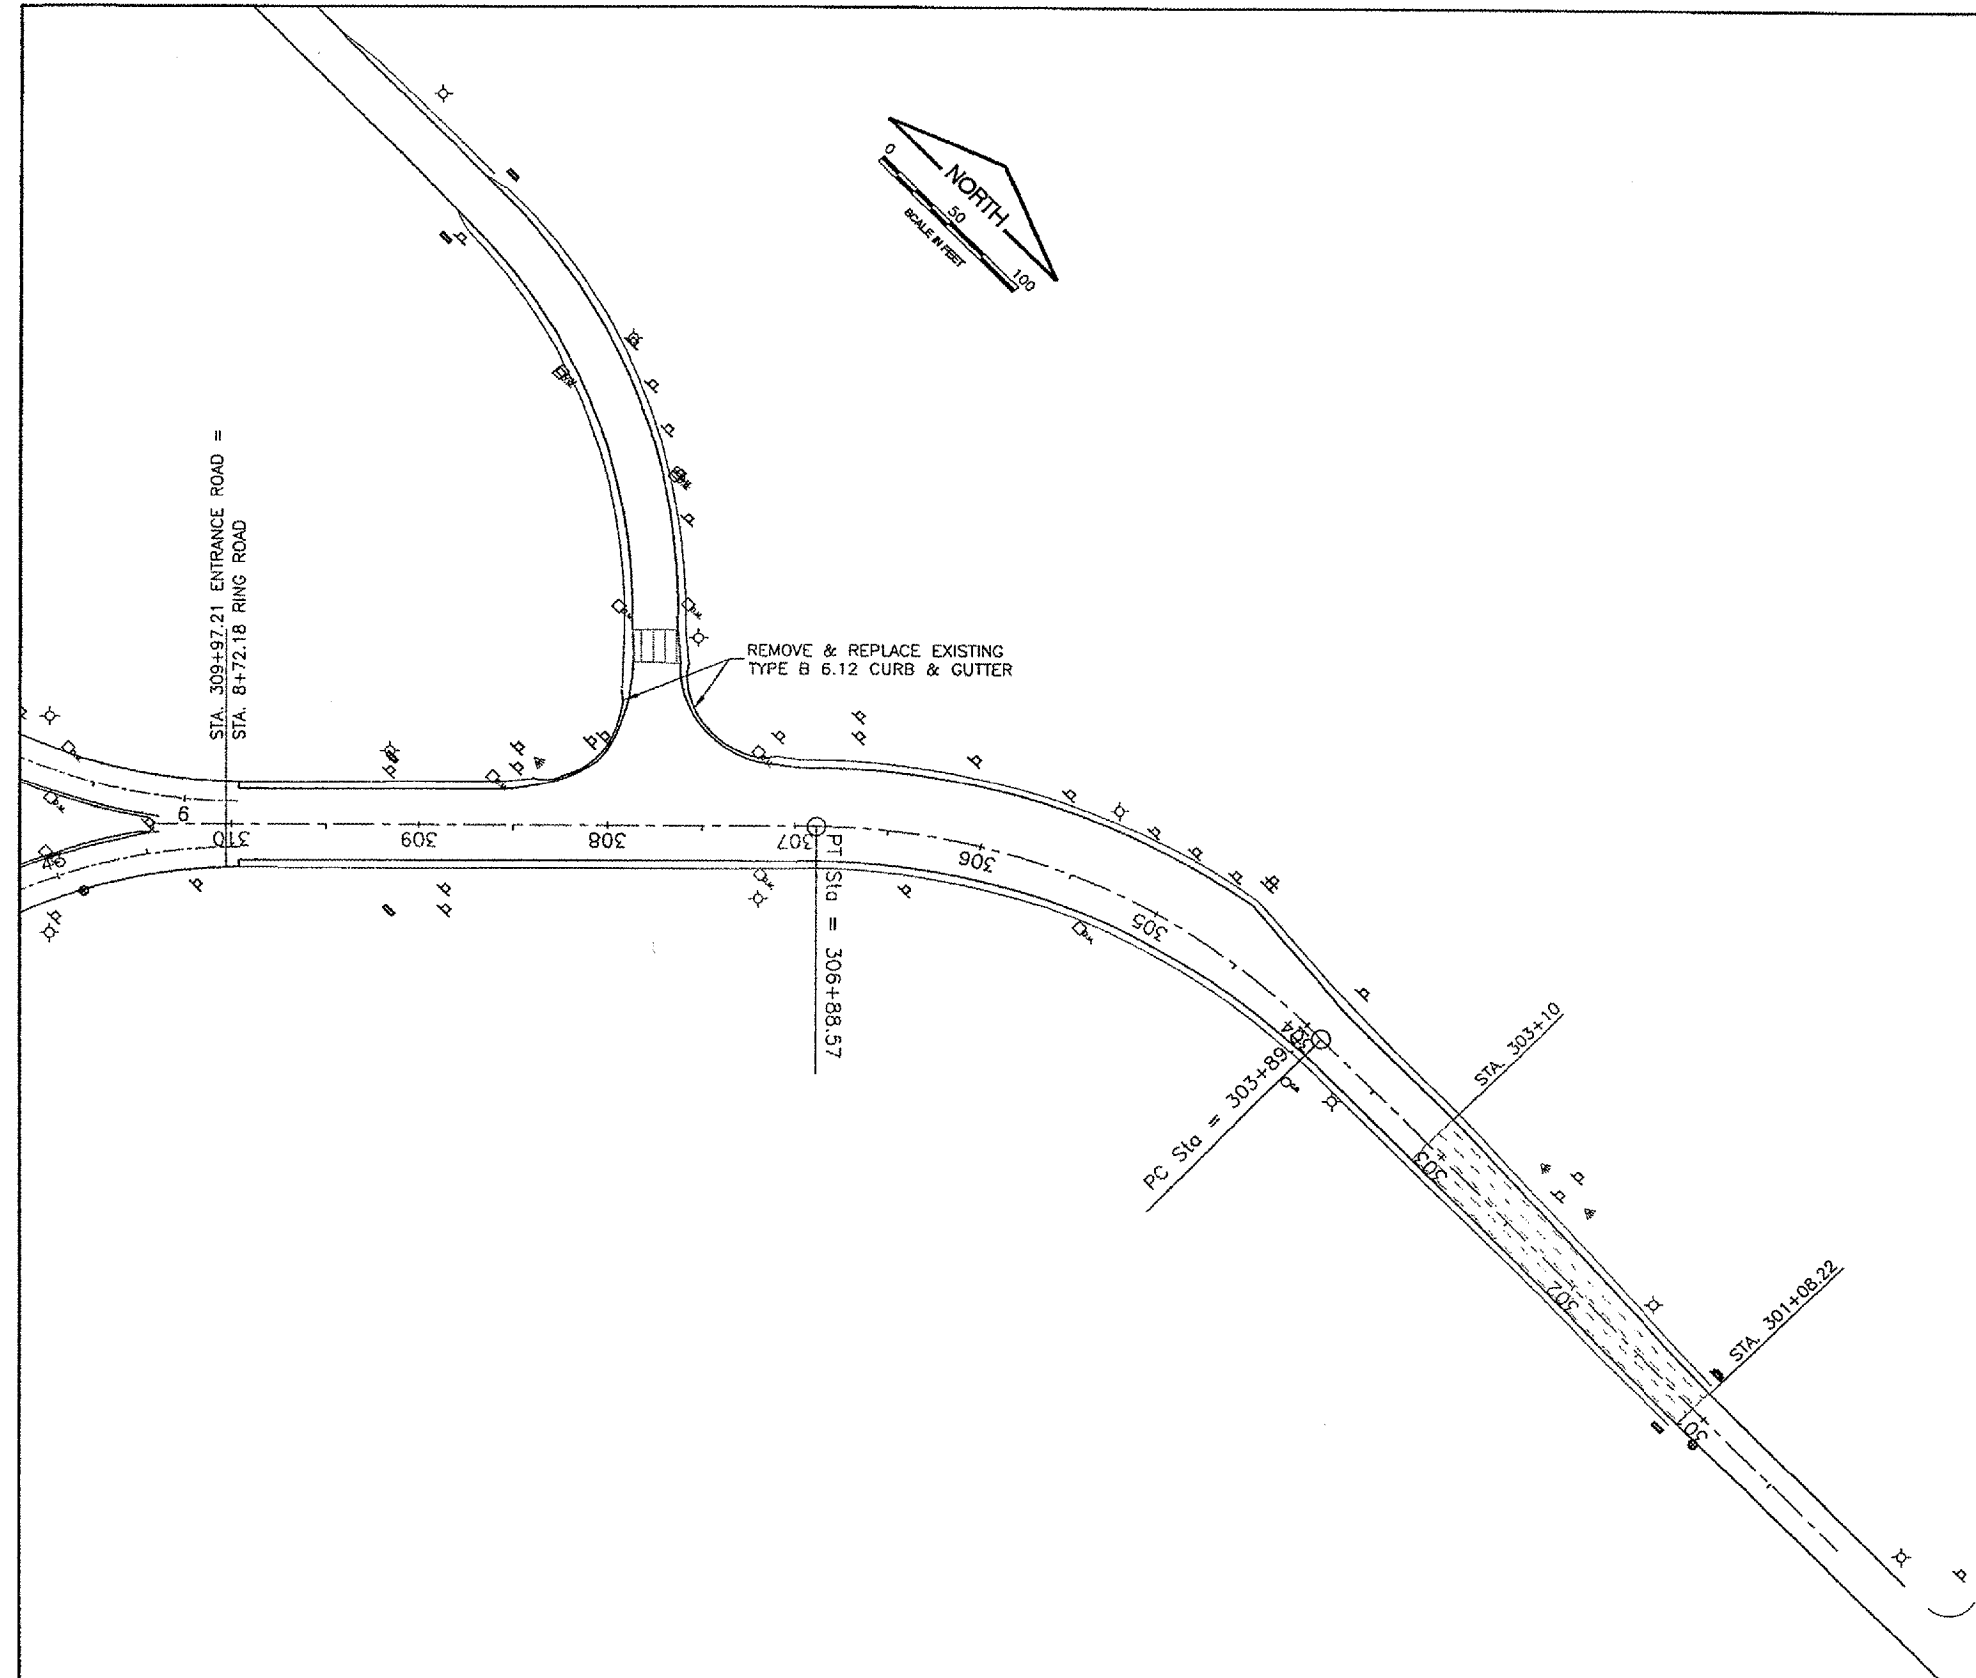 0
NORTH
50
SCALE IN FEET
100
STA. 309+97.21 ENTRANCE ROAD =
STA. 8+72.18 RING ROAD
REMOVE & REPLACE EXISTING
TYPE B 6.12 CURB & GUTTER
9
310
309
308
307
306
305
303
302
301
PT Sta = 306+88.57
PC Sta = 303+89
STA. 303+10
STA. 301+08.22